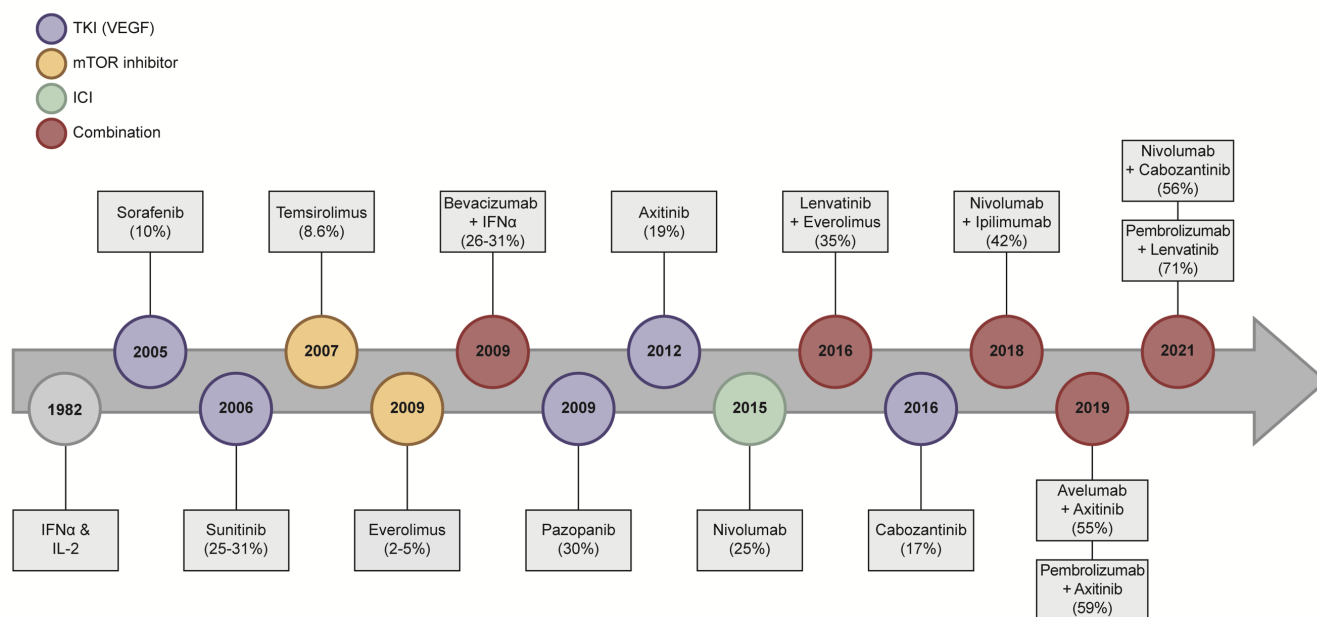 TKI (VEGF)
mTOR inhibitor
ICI
Combination
Nivolumab
+ Cabozantinib
(56%)
Pembrolizumab
+ Lenvatinib
(71%)
Sorafenib
(10%)
Temsirolimus
(8.6%)
Bevacizumab
+ IFNα
(26-31%)
Axitinib
(19%)
Lenvatinib
+ Everolimus
(35%)
Nivolumab
+ Ipilimumab
(42%)
2005
2007
2009
2012
2016
2018
2021
1982
2006
2009
2009
2015
2016
2019
IFNα &
IL-2
Sunitinib
(25-31%)
Everolimus
(2-5%)
Pazopanib
(30%)
Nivolumab
(25%)
Cabozantinib
(17%)
Avelumab
+ Axitinib
(55%)
Pembrolizumab
+ Axitinib
(59%)